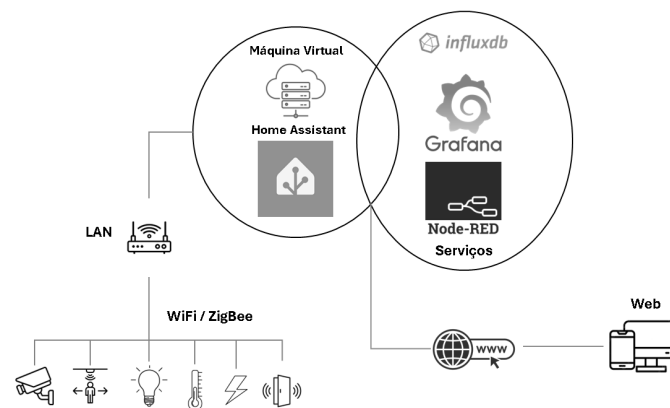 Máquina Virtual
Home Assistant
influxdb
Grafana
Node-RED
Serviços
LAN
WiFi / ZigBee
www
Web